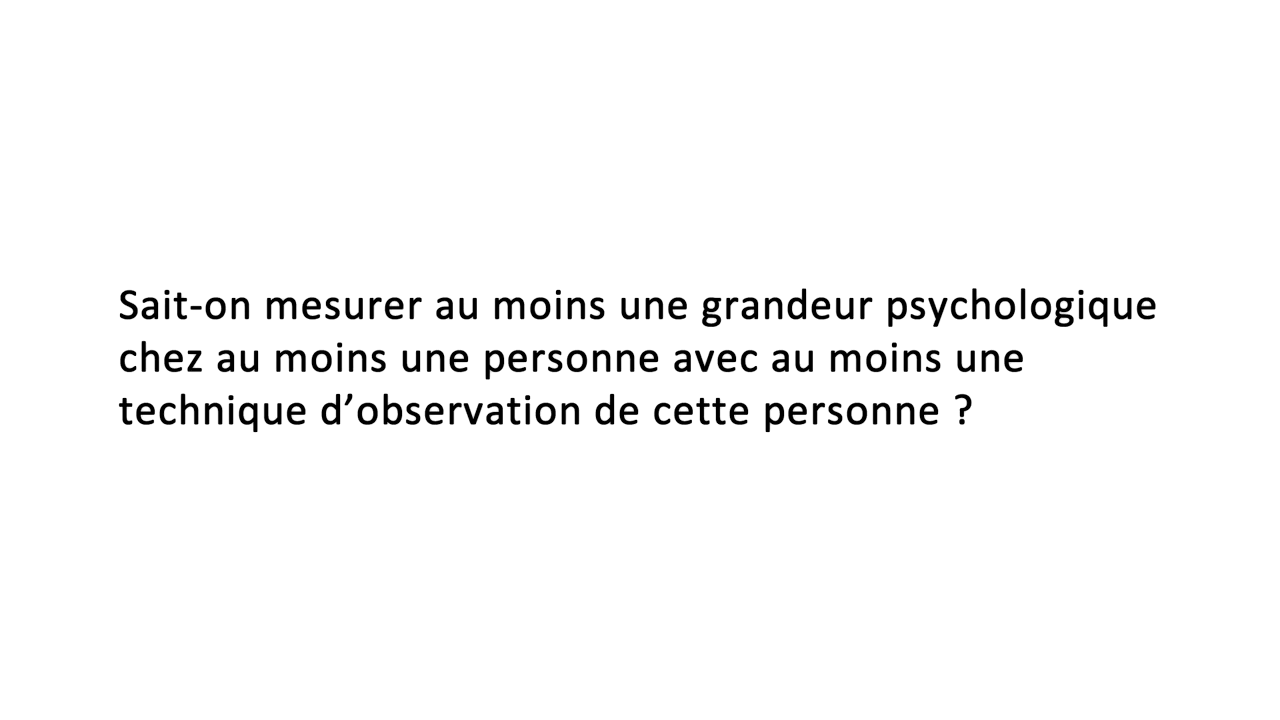 Sait-on mesurer au moins une grandeur psychologique
chez au moins une personne avec au moins une
technique d’observation de cette personne ?